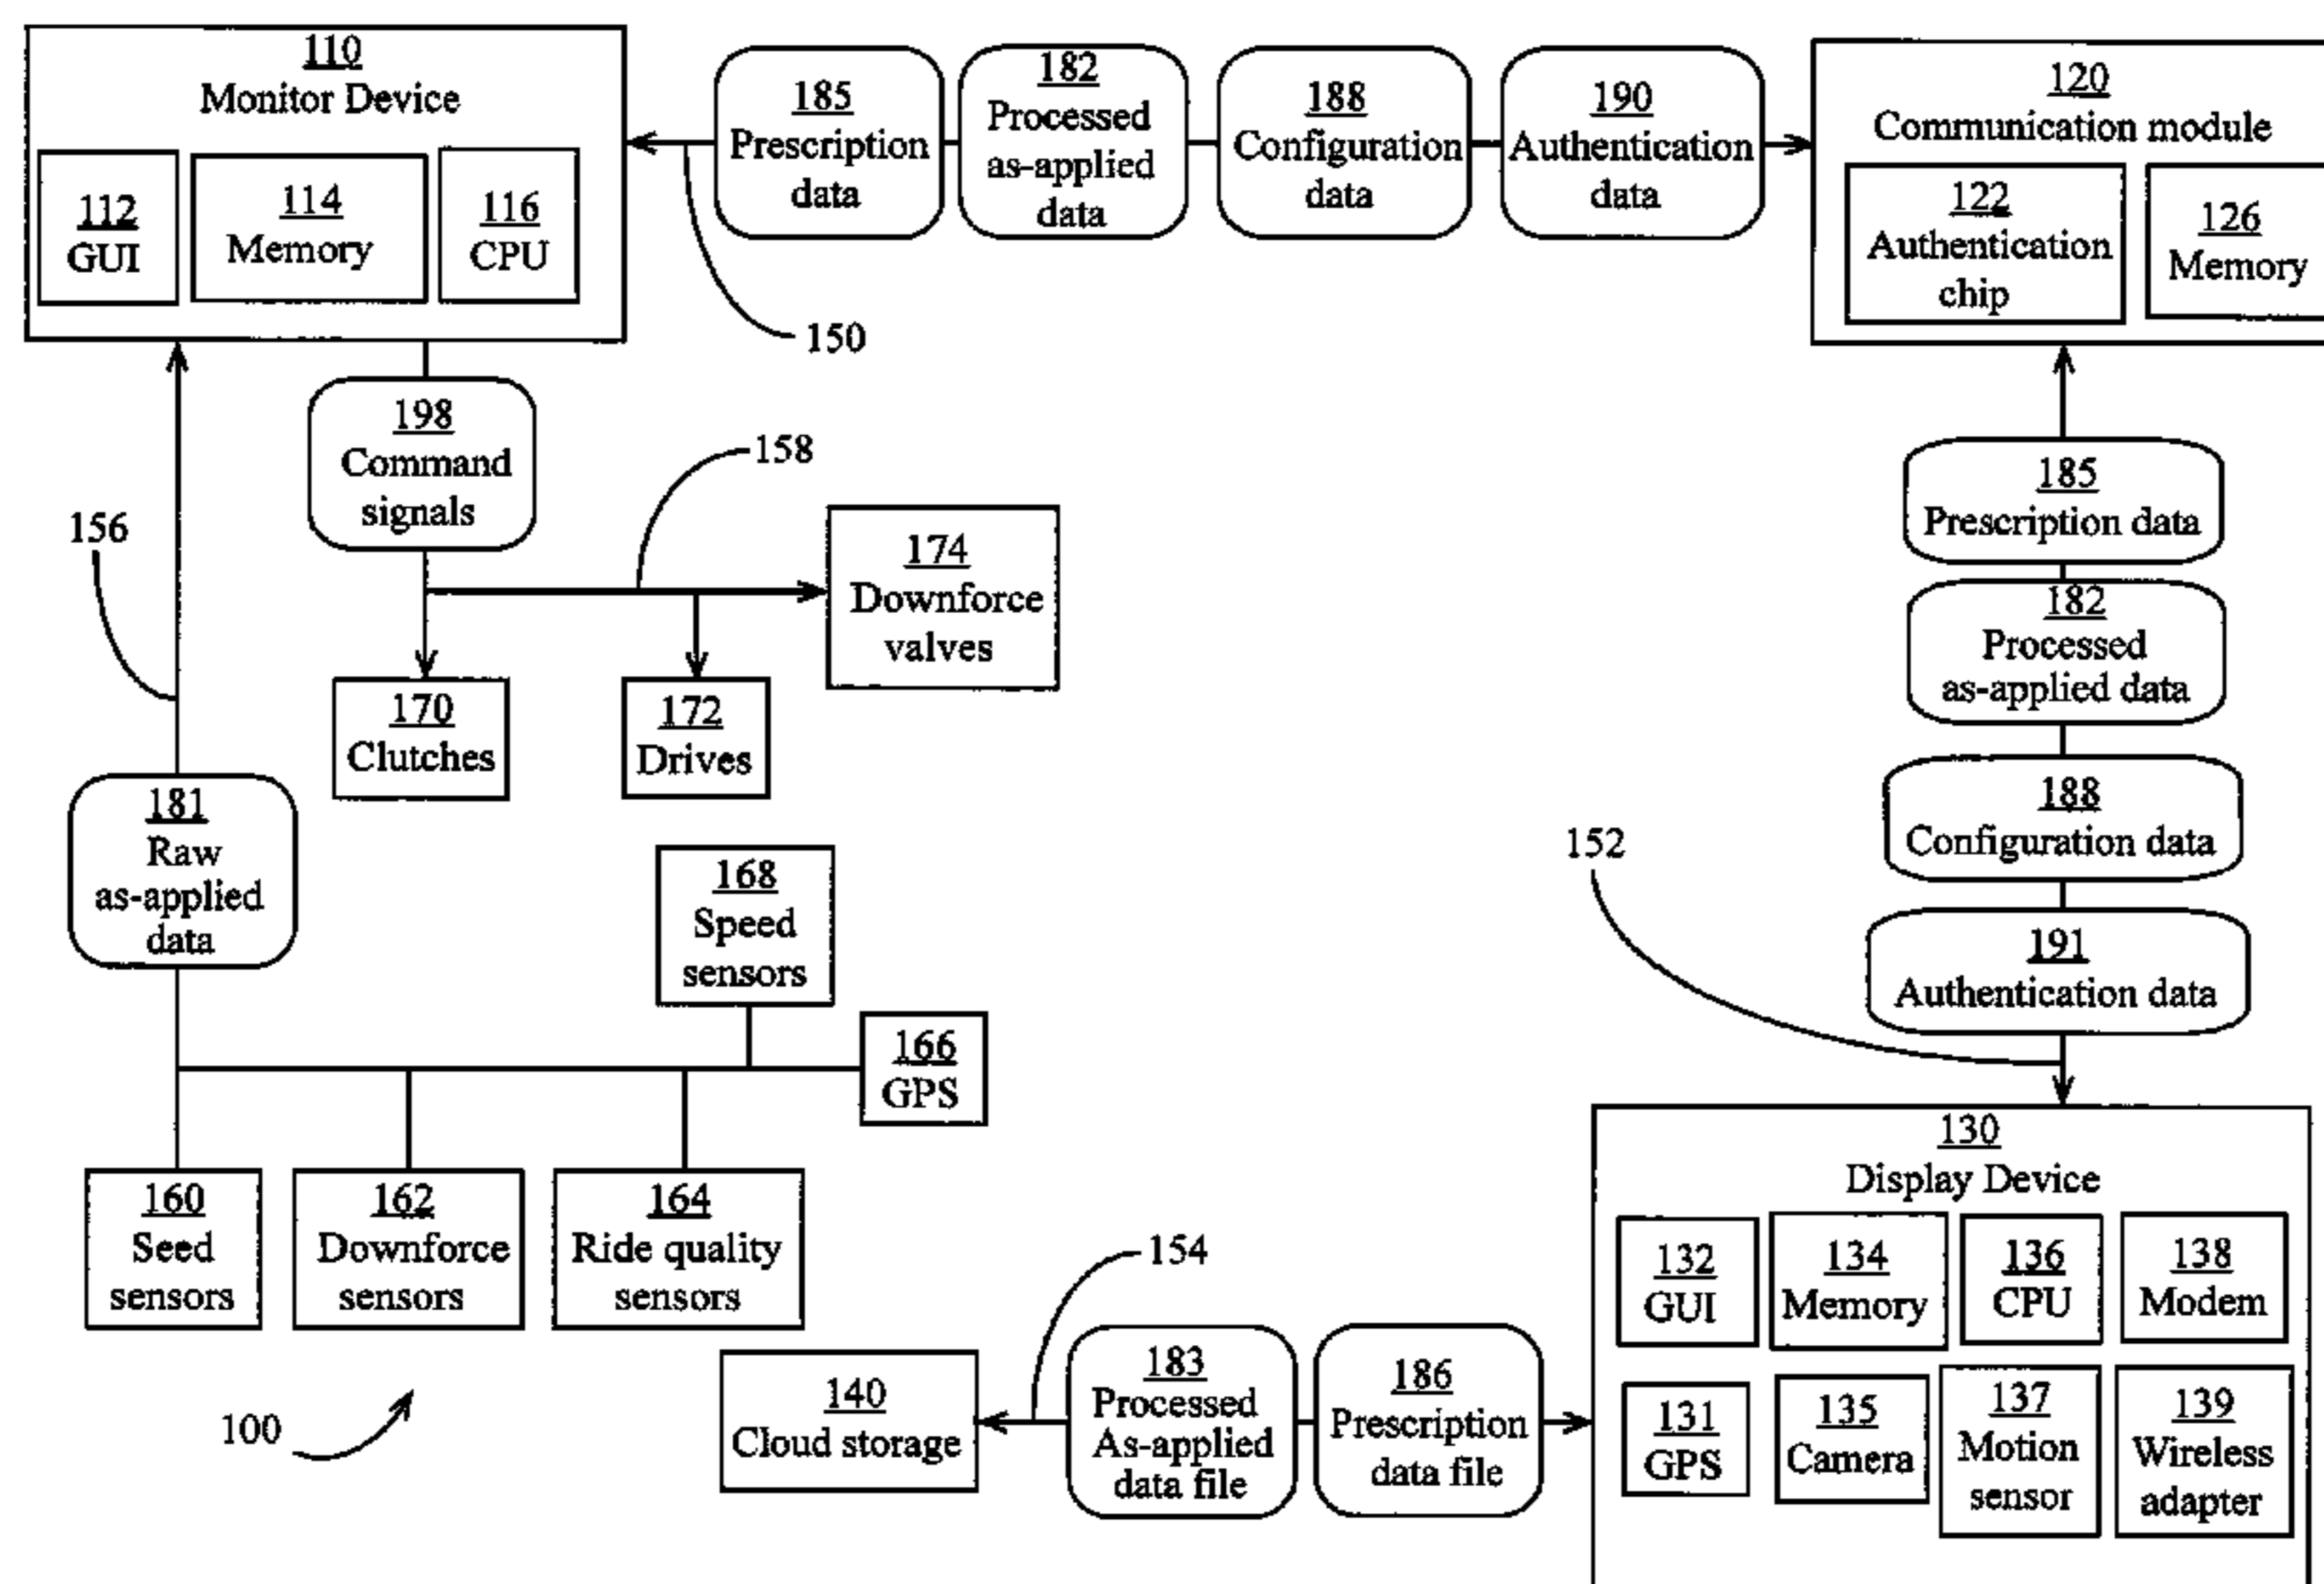 110
Monitor Device
112
GUI
114
Memory
116
CPU
185
Prescription
data
182
Processed
as-applied
data
188
Configuration
data
190
Authentication
data
120
Communication module
122
Authentication
chip
126
Memory
150
198
Command
signals
158
156
174
Downforce
valves
170
Clutches
172
Drives
185
Prescription data
182
Processed
as-applied data
188
Configuration data
191
Authentication data
152
181
Raw
as-applied
data
168
Speed
sensors
166
GPS
160
Seed
sensors
162
Downforce
sensors
164
Ride quality
sensors
100
154
140
Cloud storage
183
Processed
As-applied
data file
186
Prescription
data file
130
Display Device
132
GUI
134
Memory
136
CPU
138
Modem
131
GPS
135
Camera
137
Motion
sensor
139
Wireless
adapter